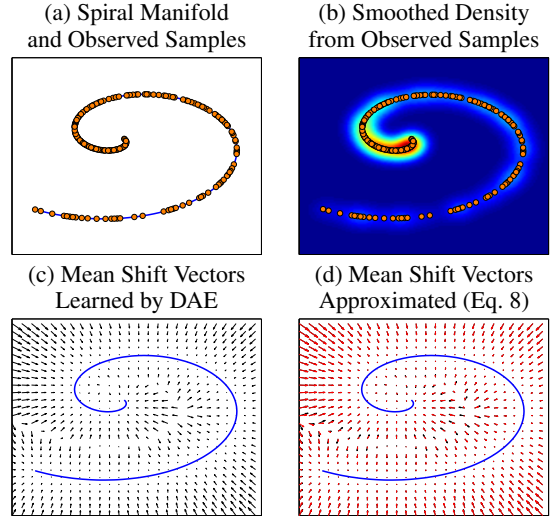 (a) Spiral Manifold
and Observed Samples
(b) Smoothed Density
from Observed Samples
(c) Mean Shift Vectors
Learned by DAE
(d) Mean Shift Vectors
Approximated (Eq. 8)